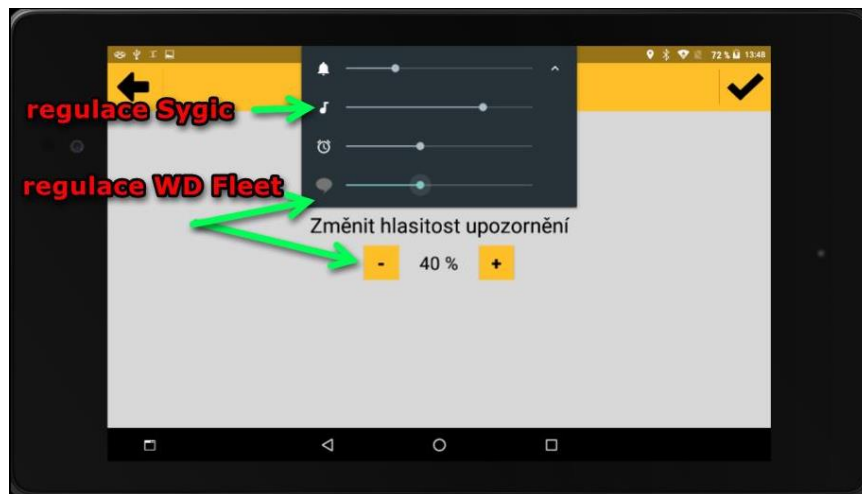 72 % 13:48
regulace Sygic
regulace WD Fleet
Změnit hlasitost upozornění
- 40 % +